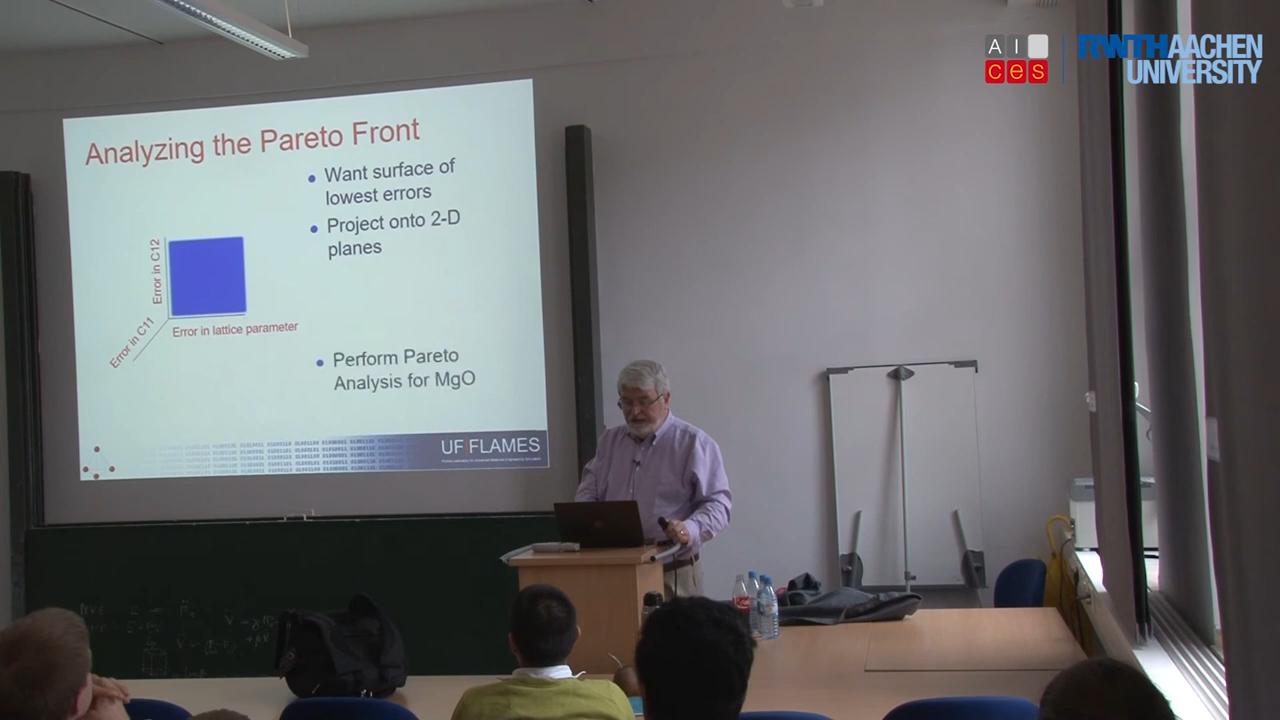 AICes
RWTHAACHEN
UNIVERSITY
Analyzing the Pareto Front
Want surface of
lowest errors
Project onto 2-D
planes
Error in C12
Error in C11
Error in lattice parameter
Perform Pareto
Analysis for MgO
UF|FLAMES